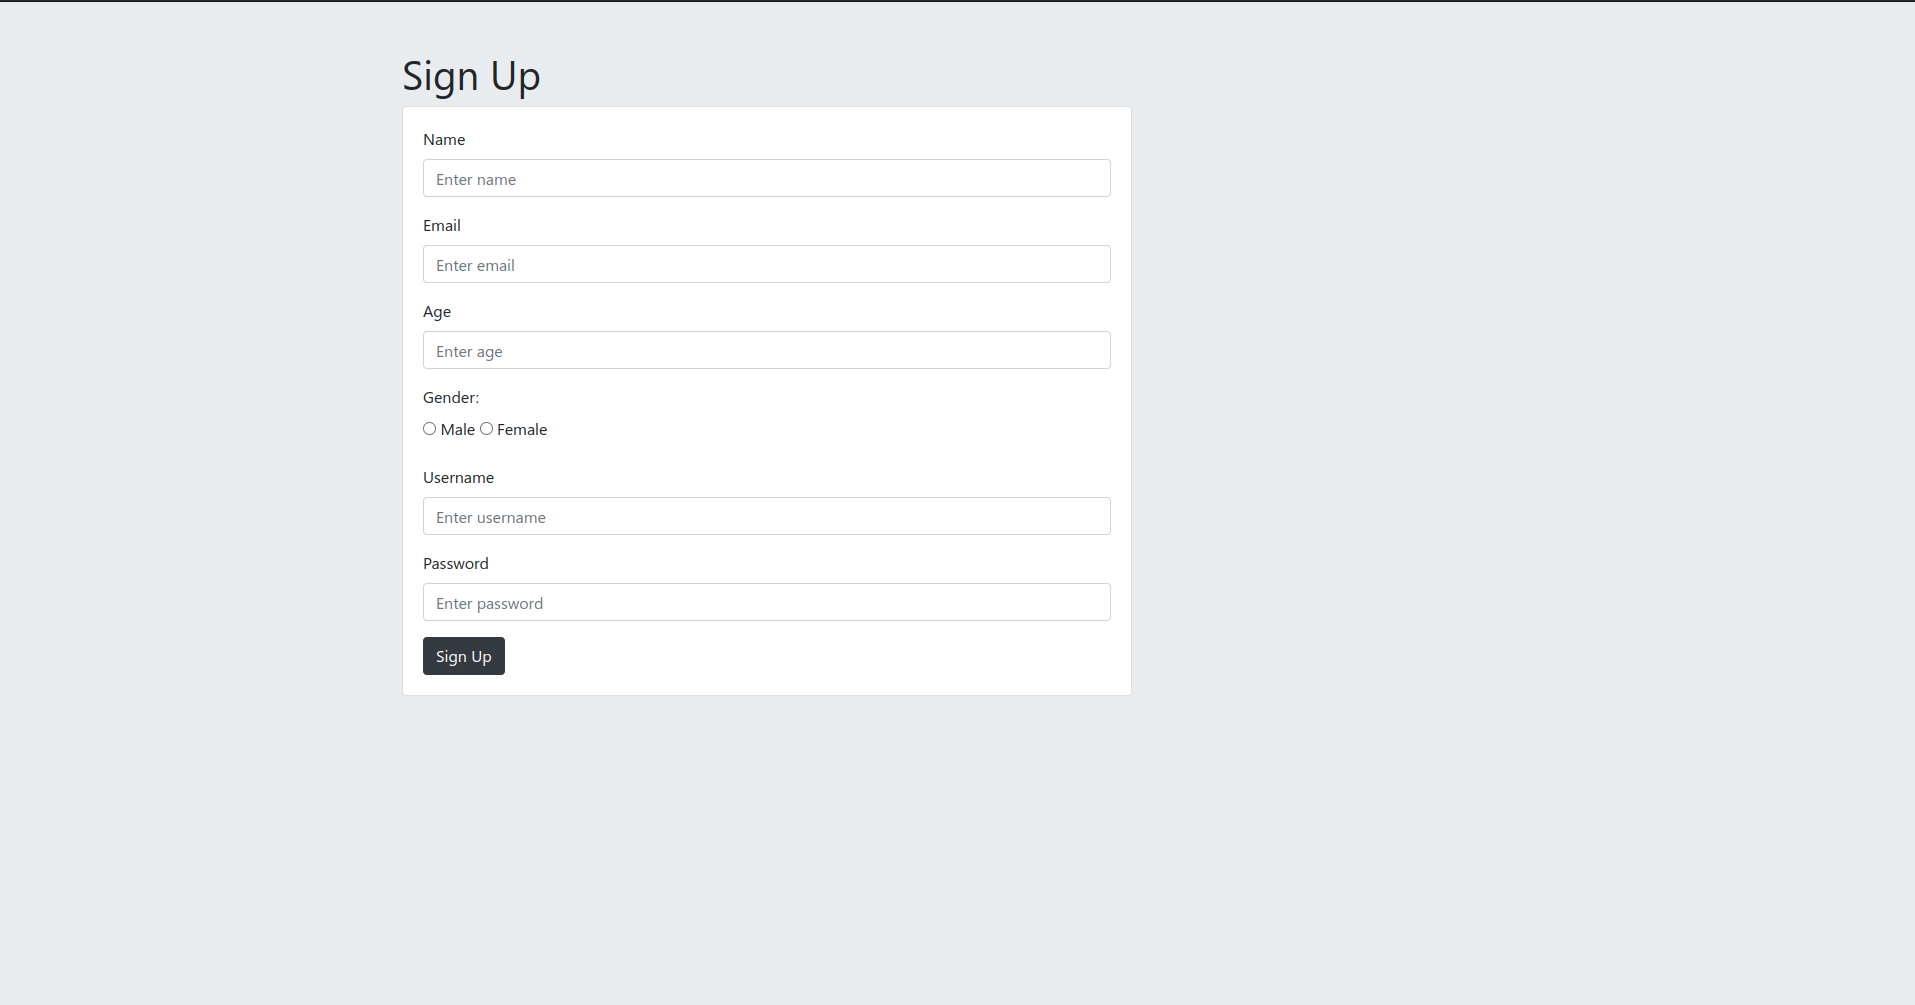 Sign Up
Name
Enter name
Email
Enter email
Age
Enter age
Gender:
Male Female
Username
Enter username
Password
Enter password
Sign Up